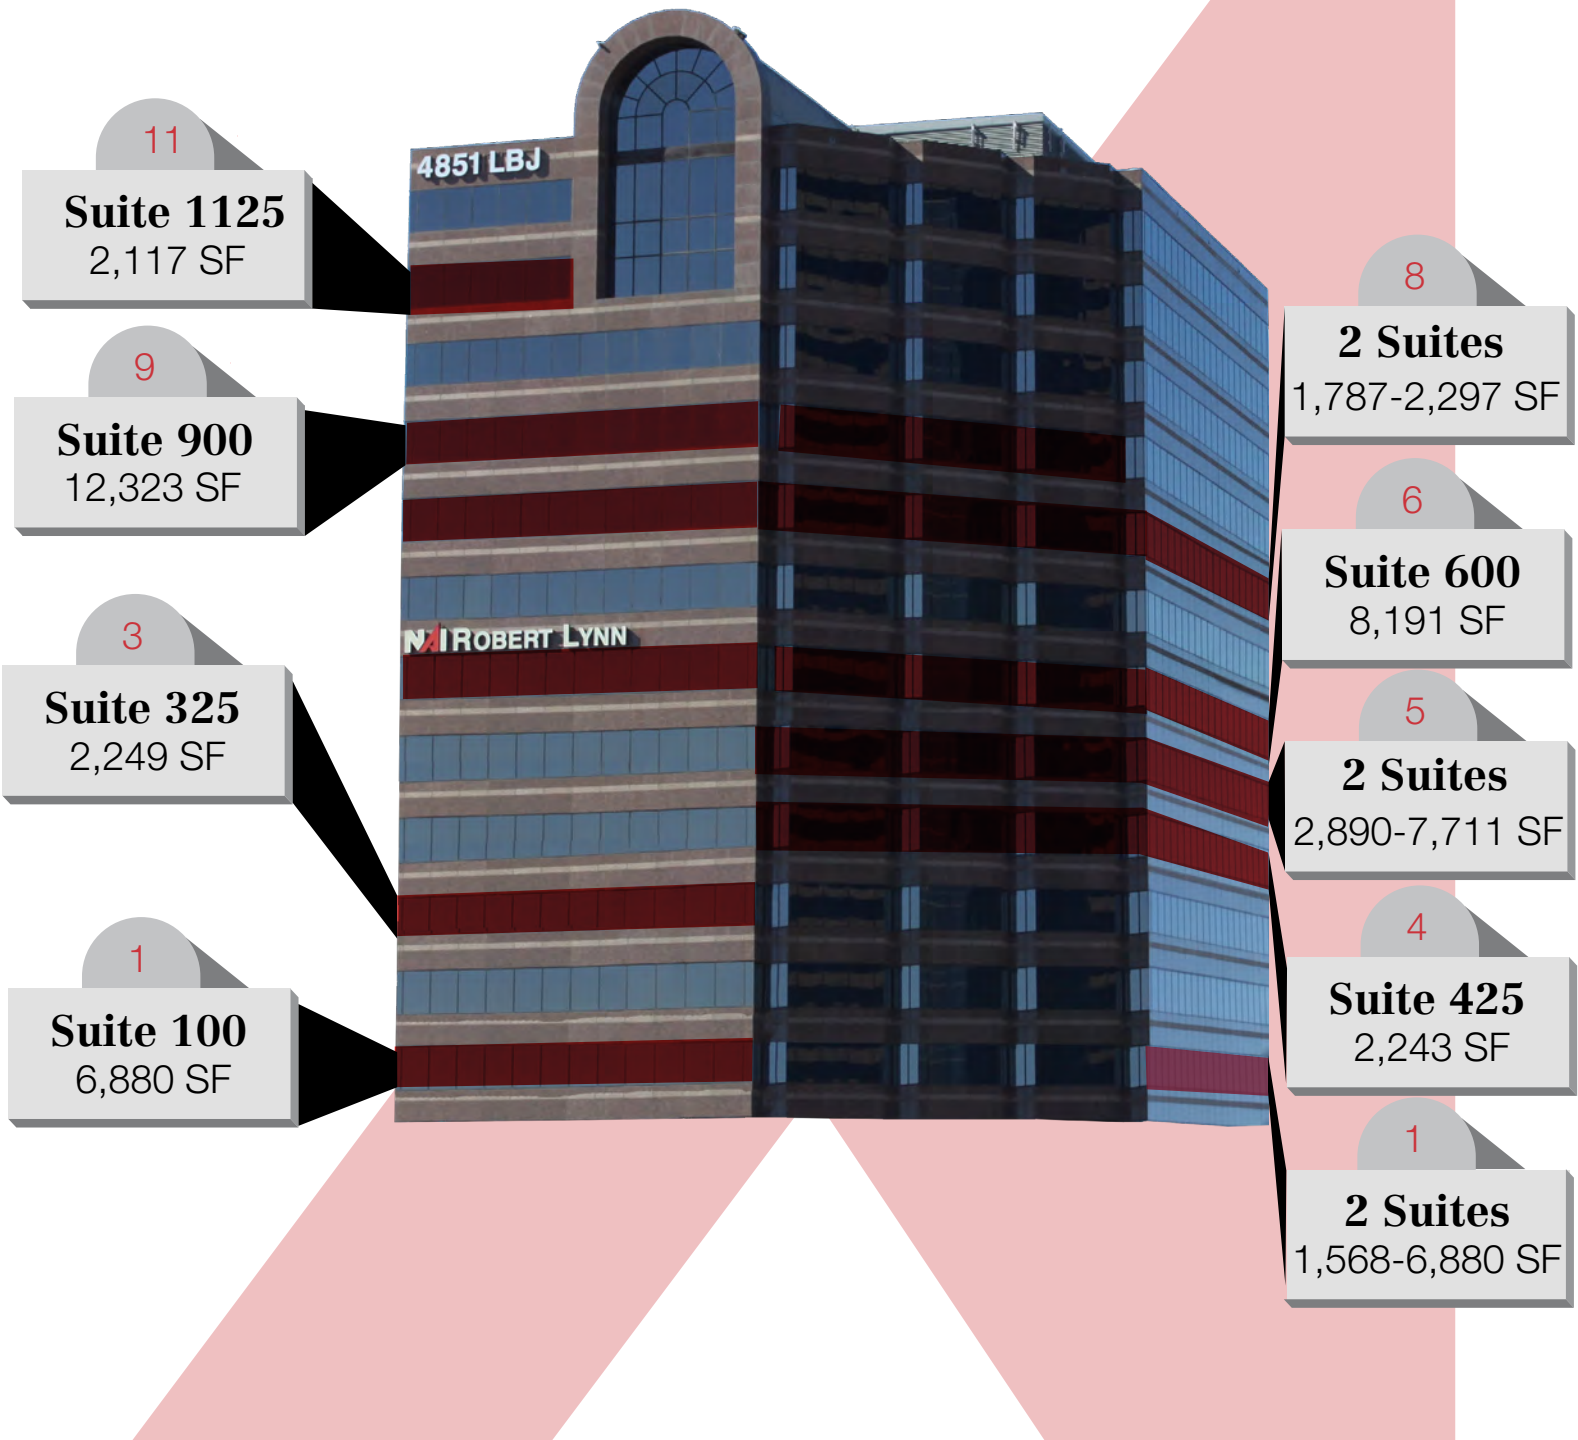 4851 LBJ
NAI ROBERT LYNN
11
Suite 1125
2,117 SF
9
Suite 900
12,323 SF
3
Suite 325
2,249 SF
1
Suite 100
6,880 SF
8
2 Suites
1,787-2,297 SF
6
Suite 600
8,191 SF
5
2 Suites
2,890-7,711 SF
4
Suite 425
2,243 SF
1
2 Suites
1,568-6,880 SF